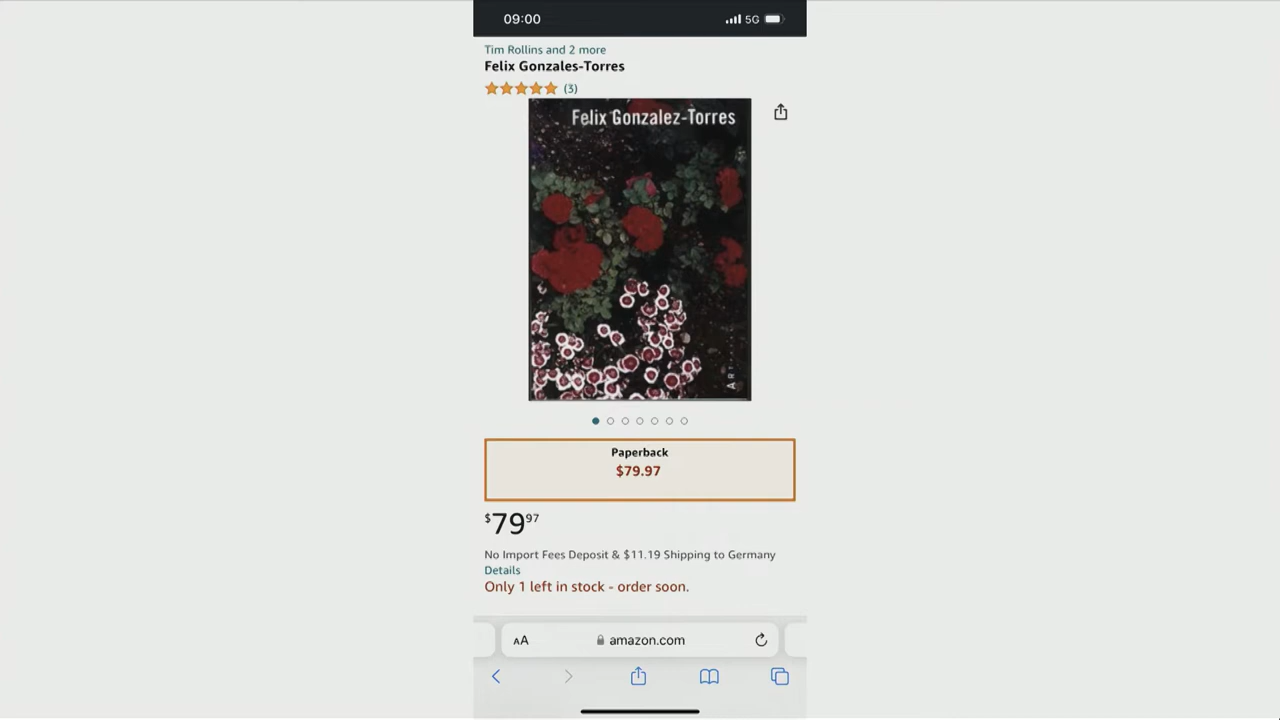 09:00
5G
Tim Rollins and 2 more
Felix Gonzales-Torres
(3)
Felix Gonzalez-Torres
Paperback
$79.97
$79 97
No Import Fees Deposit & $11.19 Shipping to Germany
Details
Only 1 left in stock - order soon.
AA
amazon.com